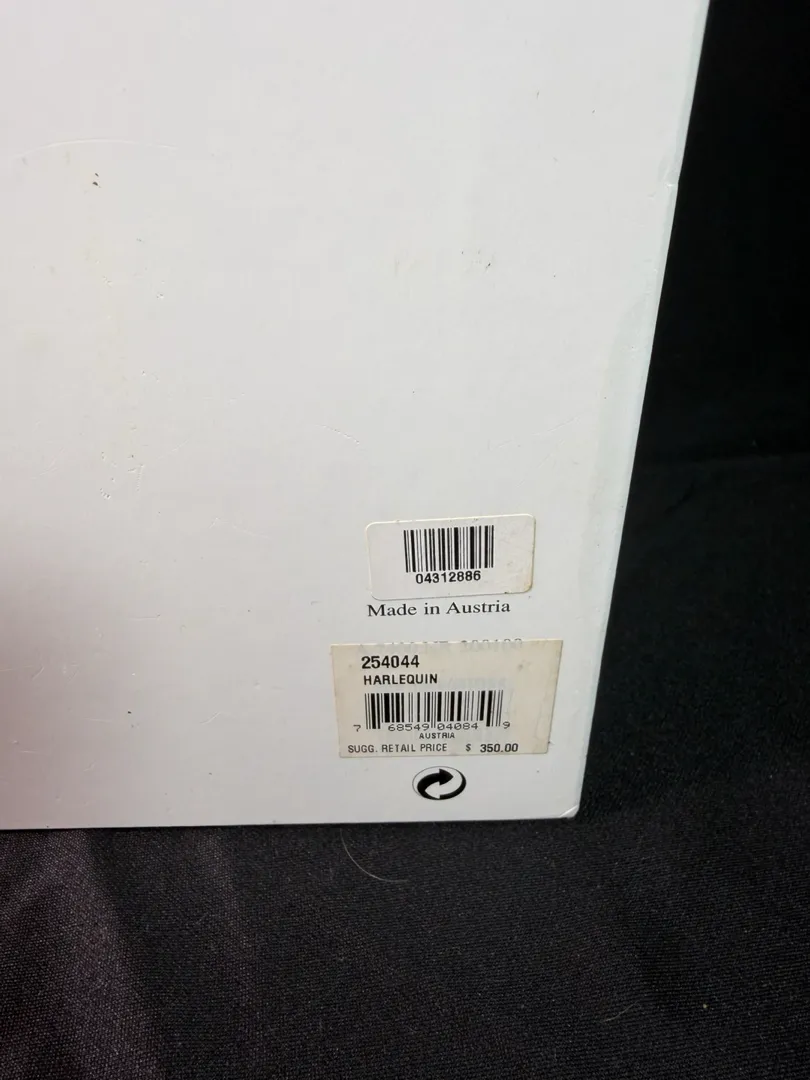 04312886
Made in Austria
254044
HARLEQUIN
7 68549 04084 9
AUSTRIA
SUGG. RETAIL PRICE $ 350.00